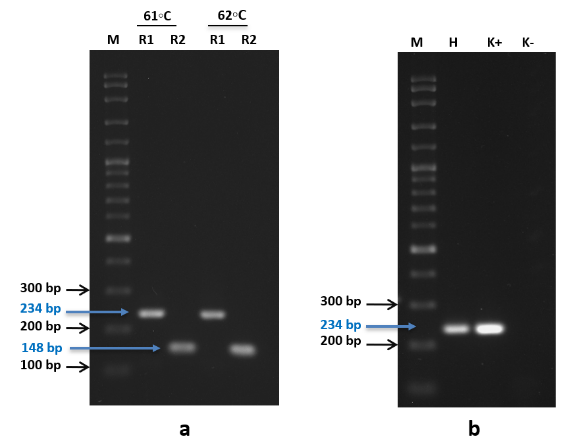 61°C 62°C
M R1 R2 R1 R2
300 bp
234 bp
200 bp
148 bp
100 bp
a
M H K+ K-
300 bp
234 bp
200 bp
b